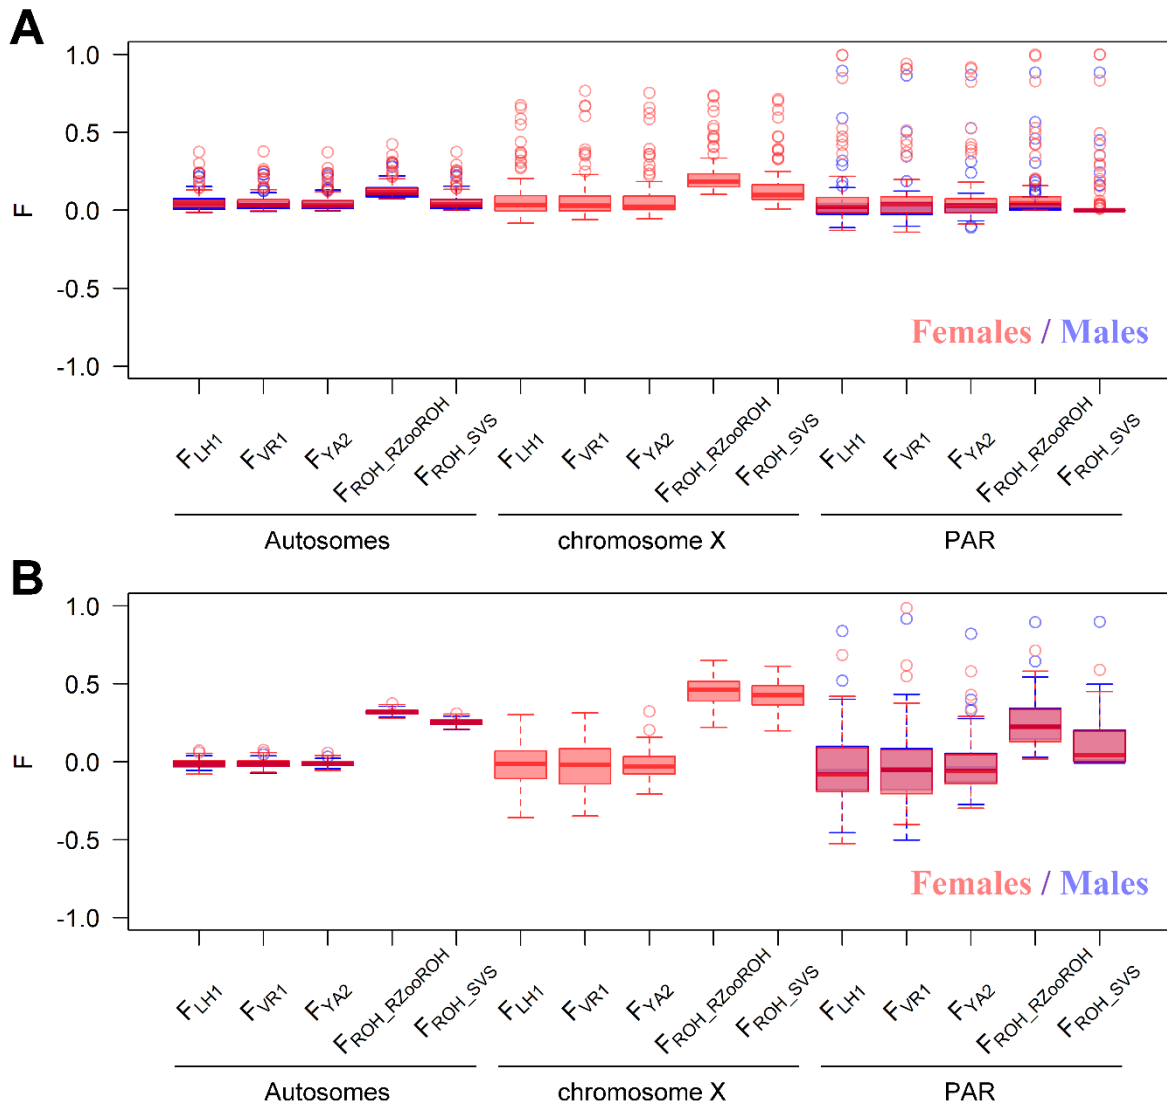 A
1.0
0.5
0.0
-0.5
-1.0
F
Females / Males
FLH1 FVR1 FYA2 FROH_RZooROH FROH_SVS FLH1 FVR1 FYA2 FROH_RZooROH FROH_SVS FLH1 FVR1 FYA2 FROH_RZooROH FROH_SVS
Autosomes chromosome X PAR
B
1.0
0.5
0.0
-0.5
-1.0
F
Females / Males
FLH1 FVR1 FYA2 FROH_RZooROH FROH_SVS FLH1 FVR1 FYA2 FROH_RZooROH FROH_SVS FLH1 FVR1 FYA2 FROH_RZooROH FROH_SVS
Autosomes chromosome X PAR